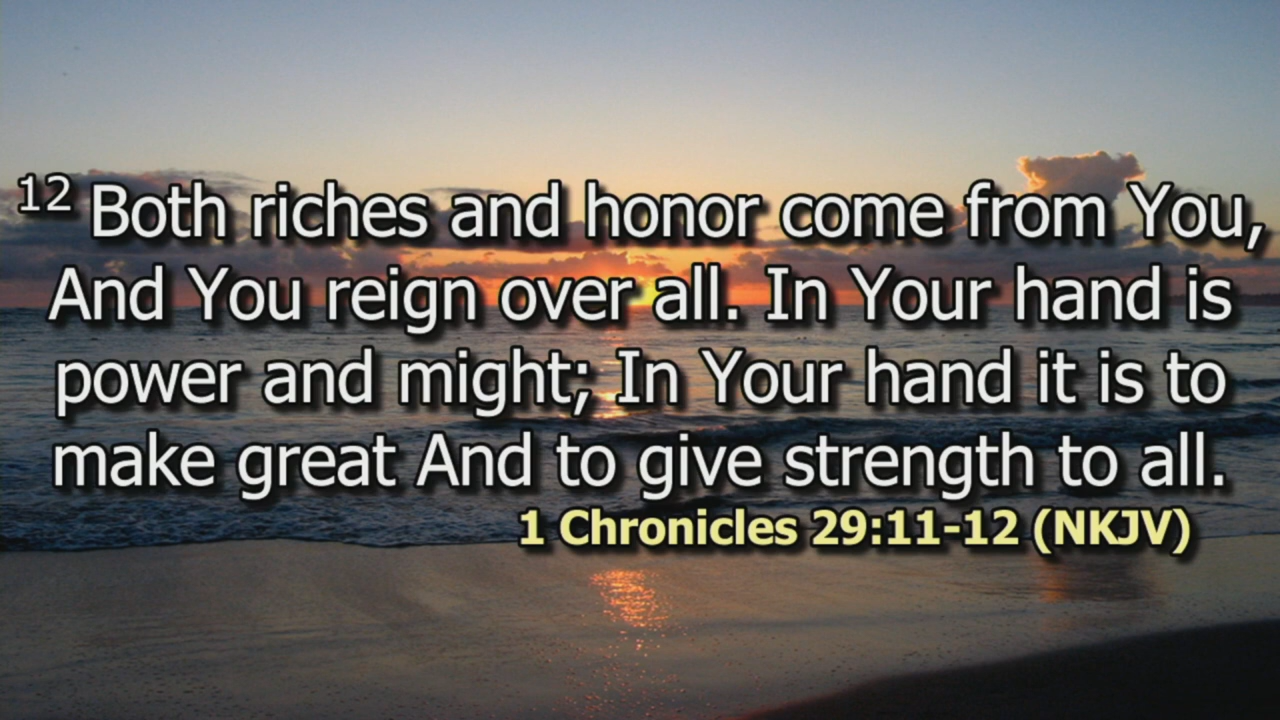 12 Both riches and honor come from You,
And You reign over all. In Your hand is
power and might; In Your hand it is to
make great And to give strength to all.
1 Chronicles 29:11-12 (NKJV)